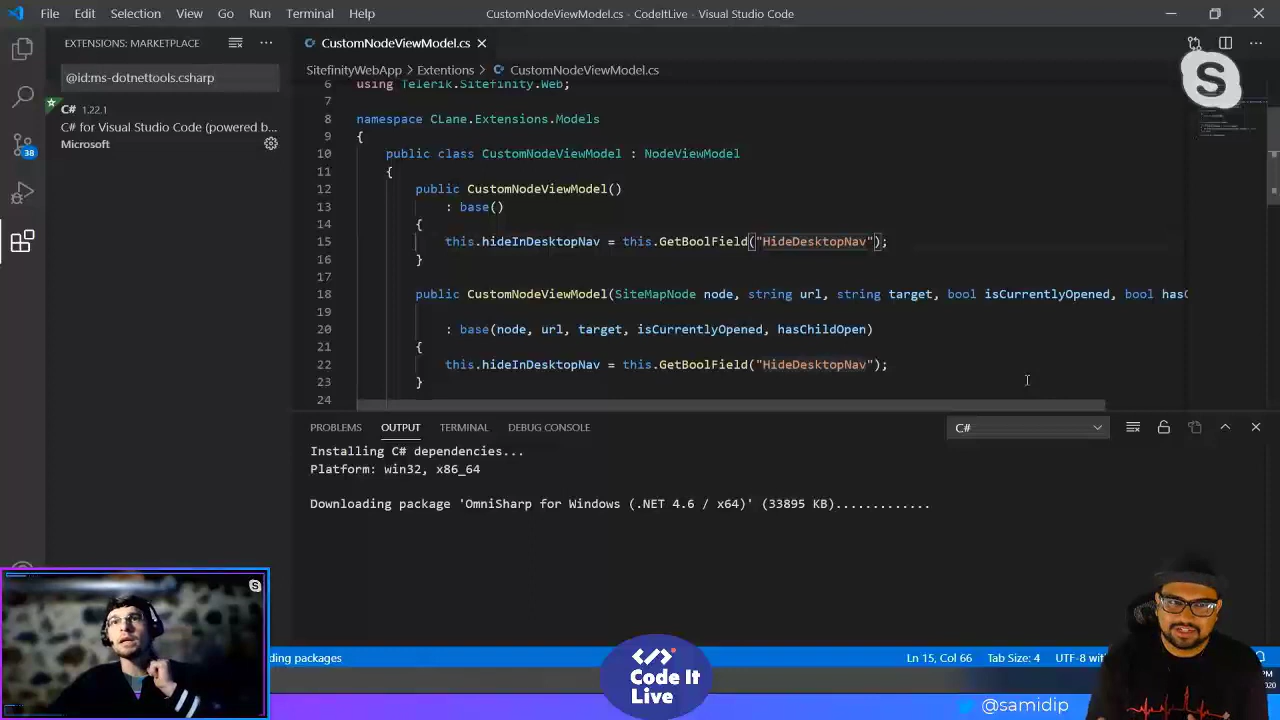 File Edit Selection View Go Run Terminal Help
CustomNodeViewModel.cs - CodeItLive - Visual Studio Code
EXTENSIONS: MARKETPLACE
@id:ms-dotnettools.csharp
C# 1.22.1
C# for Visual Studio Code (powered b...
Microsoft
38
CustomNodeViewModel.cs
SitefinityWebApp > Extentions > CustomNodeViewModel.cs
6 using Telerik.Sitefinity.Web;
7
8 namespace CLane.Extensions.Models
9 {
10 public class CustomNodeViewModel : NodeViewModel
11 {
12 public CustomNodeViewModel()
13 : base()
14 {
15 this.hideInDesktopNav = this.GetBoolField("HideDesktopNav");
16 }
17
18 public CustomNodeViewModel(SiteMapNode node, string url, string target, bool isCurrentlyOpened, bool hasC
19
20 : base(node, url, target, isCurrentlyOpened, hasChildOpen)
21 {
22 this.hideInDesktopNav = this.GetBoolField("HideDesktopNav");
23 }
24
PROBLEMS OUTPUT TERMINAL DEBUG CONSOLE
C#
Installing C# dependencies...
Platform: win32, x86_64
Downloading package 'OmniSharp for Windows (.NET 4.6 / x64)' (33895 KB).............
ding packages
Ln 15, Col 66 Tab Size: 4 UTF-8 wit
PM
2020
</> Code It Live
@samidip
S